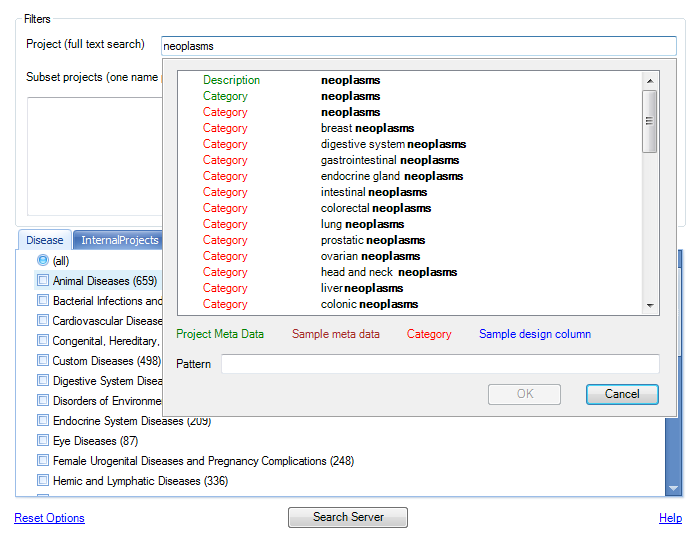 Filters
Project (full text search) neoplasms
Subset projects (one name
Description neoplasms
Category neoplasms
Category neoplasms
Category breast neoplasms
Category digestive system neoplasms
Category gastrointestinal neoplasms
Category endocrine gland neoplasms
Category intestinal neoplasms
Category colorectal neoplasms
Category lung neoplasms
Category prostatic neoplasms
Category ovarian neoplasms
Category head and neck neoplasms
Category liver neoplasms
Category colonic neoplasms
Project Meta Data Sample meta data Category Sample design column
Pattern
OK Cancel
Disease InternalProjects
(all)
Animal Diseases (659)
Bacterial Infections and
Cardiovascular Disease
Congenital, Hereditary,
Custom Diseases (498)
Digestive System Disea
Disorders of Environme
Endocrine System Diseases (209)
Eye Diseases (87)
Female Urogenital Diseases and Pregnancy Complications (248)
Hemic and Lymphatic Diseases (336)
Reset Options Search Server Help